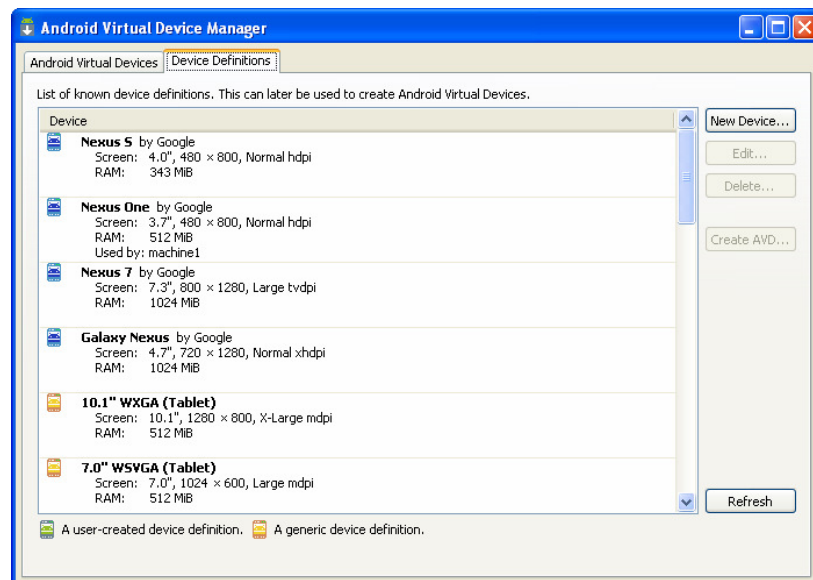 Android Virtual Device Manager
Android Virtual Devices
Device Definitions
List of known device definitions. This can later be used to create Android Virtual Devices.
Device
Nexus S by Google
Screen: 4.0", 480 × 800, Normal hdpi
RAM: 343 MiB
Nexus One by Google
Screen: 3.7", 480 × 800, Normal hdpi
RAM: 512 MiB
Used by: machine1
Nexus 7 by Google
Screen: 7.3", 800 × 1280, Large tvdpi
RAM: 1024 MiB
Galaxy Nexus by Google
Screen: 4.7", 720 × 1280, Normal xhdpi
RAM: 1024 MiB
10.1" WXGA (Tablet)
Screen: 10.1", 1280 × 800, X-Large mdpi
RAM: 512 MiB
7.0" WSVGA (Tablet)
Screen: 7.0", 1024 × 600, Large mdpi
RAM: 512 MiB
New Device...
Edit...
Delete...
Create AVD...
Refresh
A user-created device definition. A generic device definition.